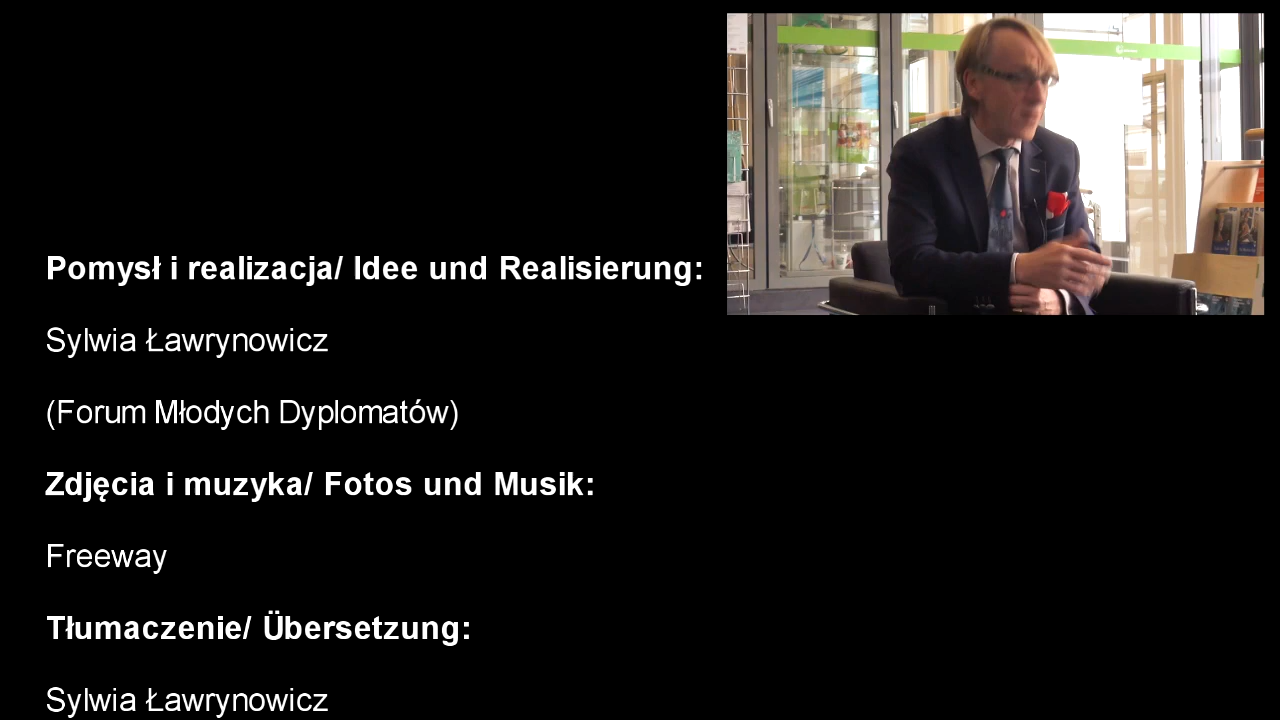 Pomysł i realizacja/ Idee und Realisierung:
Sylwia Ławrynowicz
(Forum Młodych Dyplomatów)
Zdjęcia i muzyka/ Fotos und Musik:
Freeway
Tłumaczenie/ Übersetzung:
Sylwia Ławrynowicz